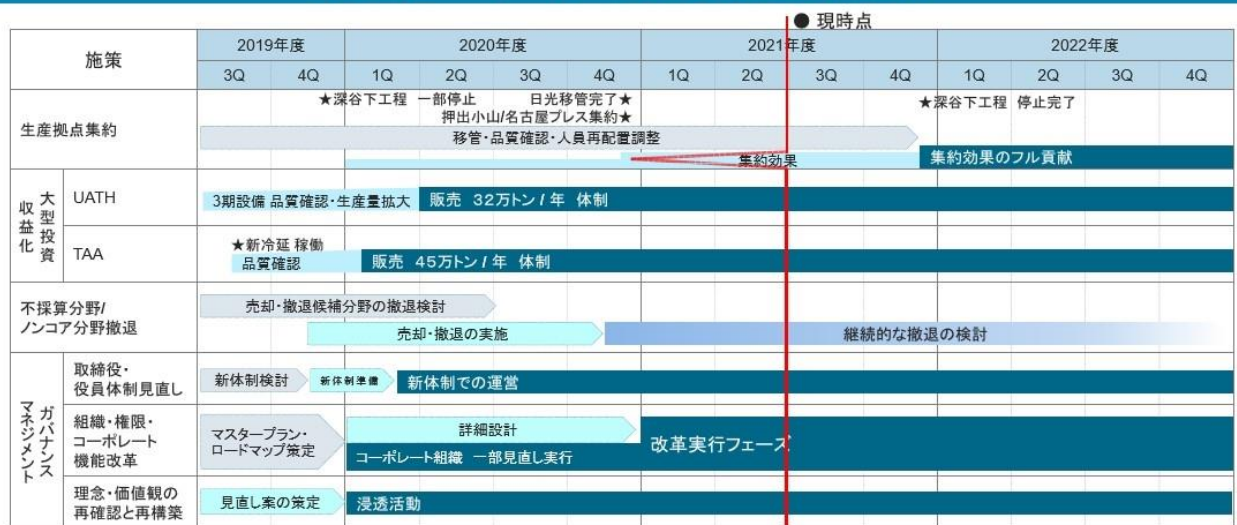 ● 現時点
施策
2019年度
2020年度
2021年度
2022年度
3Q
4Q
1Q
2Q
3Q
4Q
1Q
2Q
3Q
4Q
1Q
2Q
3Q
4Q
生産拠点集約
★深谷下工程 一部停止
日光移管完了★
押出小山/名古屋プレス集約★
★深谷下工程 停止完了
移管・品質確認・人員再配置調整
集約効果
集約効果のフル貢献
大型投資
収益化
UATH
3期設備 品質確認・生産量拡大
販売 32万トン / 年 体制
TAA
★新冷延 稼働
品質確認
販売 45万トン / 年 体制
不採算分野/
ノンコア分野撤退
売却・撤退候補分野の撤退検討
売却・撤退の実施
継続的な撤退の検討
ガバナンス
マネジメント
取締役・
役員体制見直し
新体制検討
新体制準備
新体制での運営
組織・権限・
コーポレート
機能改革
マスタープラン・
ロードマップ策定
詳細設計
コーポレート組織 一部見直し実行
改革実行フェーズ
理念・価値観の
再確認と再構築
見直し案の策定
浸透活動